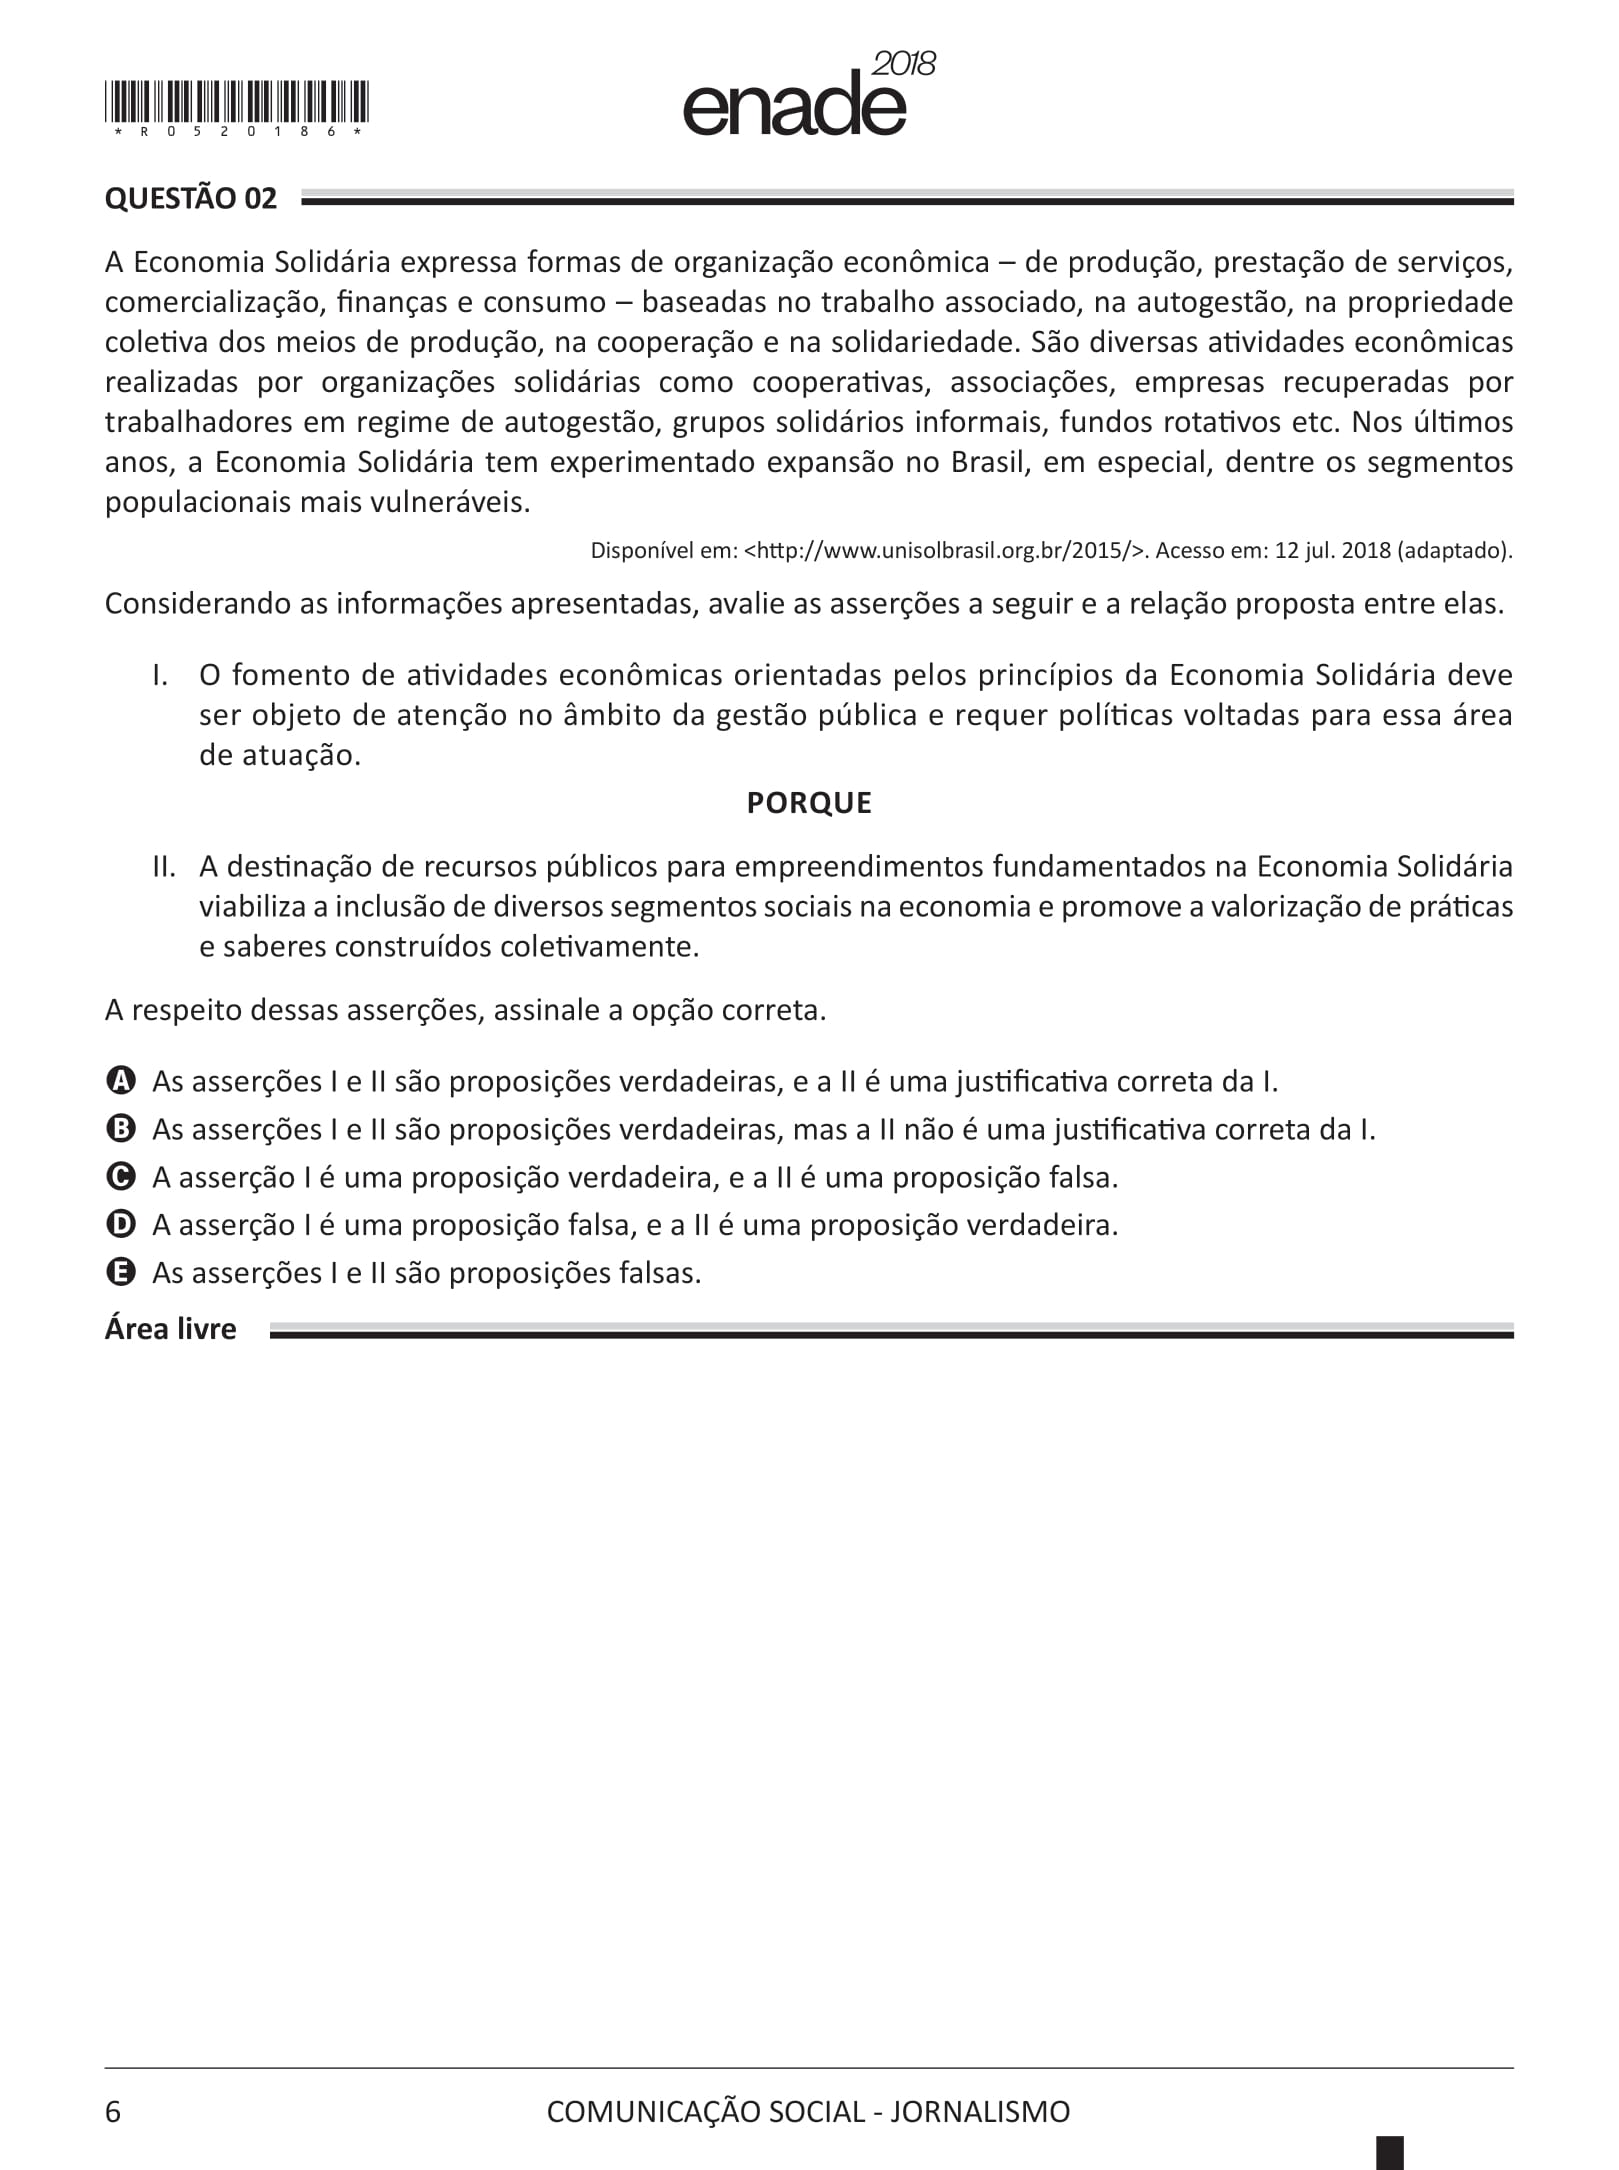 enade 2018
* R 0 5 2 0 1 8 6 *
QUESTÃO 02
A Economia Solidária expressa formas de organização econômica – de produção, prestação de serviços,
comercialização, finanças e consumo – baseadas no trabalho associado, na autogestão, na propriedade
coletiva dos meios de produção, na cooperação e na solidariedade. São diversas atividades econômicas
realizadas por organizações solidárias como cooperativas, associações, empresas recuperadas por
trabalhadores em regime de autogestão, grupos solidários informais, fundos rotativos etc. Nos últimos
anos, a Economia Solidária tem experimentado expansão no Brasil, em especial, dentre os segmentos
populacionais mais vulneráveis.
Disponível em: <http://www.unisolbrasil.org.br/2015/>. Acesso em: 12 jul. 2018 (adaptado).
Considerando as informações apresentadas, avalie as asserções a seguir e a relação proposta entre elas.
I. O fomento de atividades econômicas orientadas pelos princípios da Economia Solidária deve
ser objeto de atenção no âmbito da gestão pública e requer políticas voltadas para essa área
de atuação.
PORQUE
II. A destinação de recursos públicos para empreendimentos fundamentados na Economia Solidária
viabiliza a inclusão de diversos segmentos sociais na economia e promove a valorização de práticas
e saberes construídos coletivamente.
A respeito dessas asserções, assinale a opção correta.
A As asserções I e II são proposições verdadeiras, e a II é uma justificativa correta da I.
B As asserções I e II são proposições verdadeiras, mas a II não é uma justificativa correta da I.
C A asserção I é uma proposição verdadeira, e a II é uma proposição falsa.
D A asserção I é uma proposição falsa, e a II é uma proposição verdadeira.
E As asserções I e II são proposições falsas.
Área livre
6
COMUNICAÇÃO SOCIAL - JORNALISMO